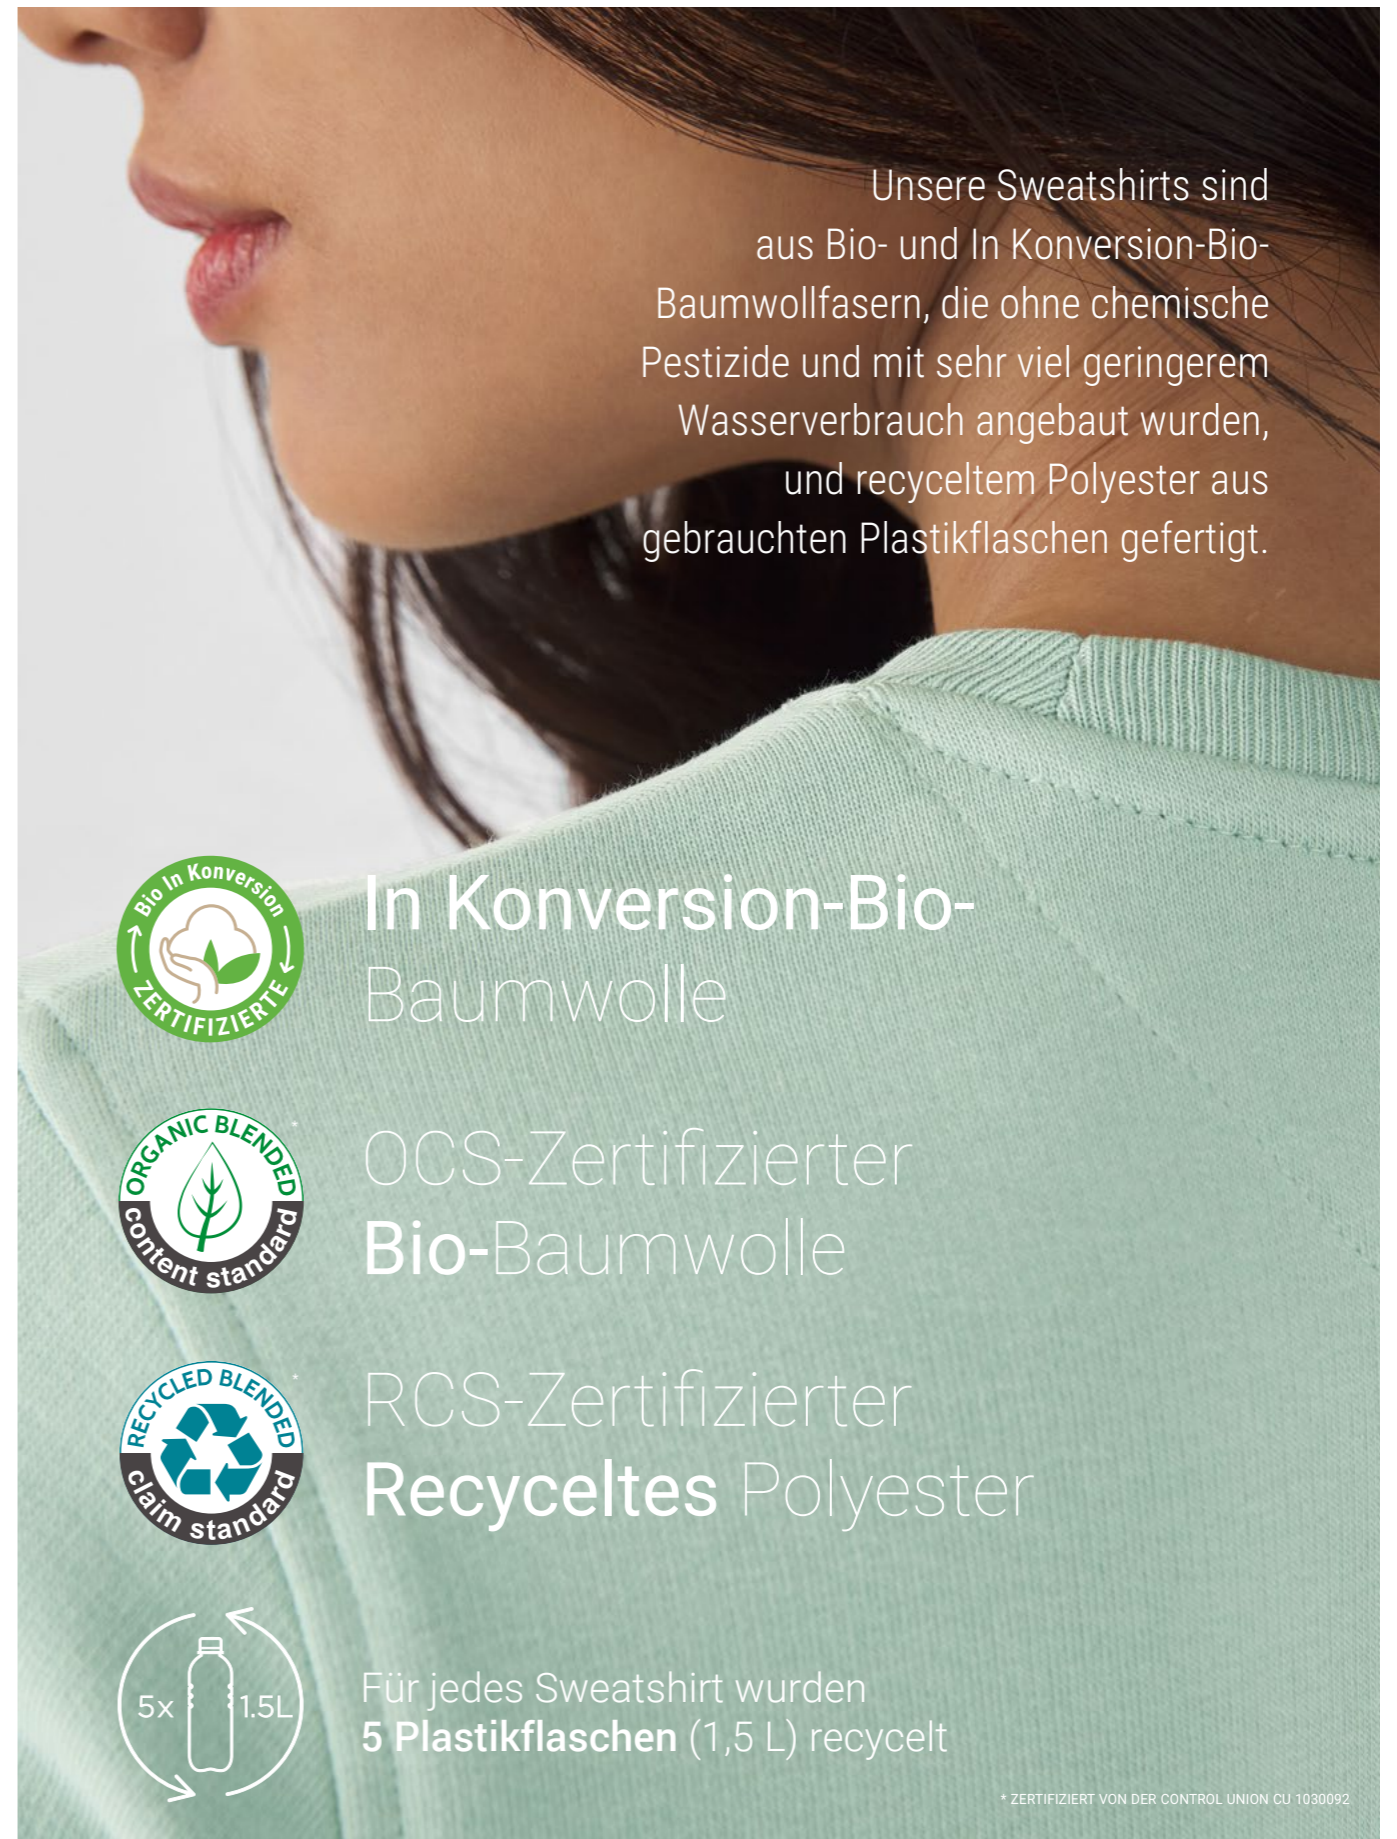 Unsere Sweatshirts sind
aus Bio- und In Konversion-Bio-
Baumwollfasern, die ohne chemische
Pestizide und mit sehr viel geringerem
Wasserverbrauch angebaut wurden,
und recyceltem Polyester aus
gebrauchten Plastikflaschen gefertigt.
Bio In Konversion
ZERTIFIZIERTE
In Konversion-Bio-
Baumwolle
ORGANIC BLENDED
content standard
*
OCS-Zertifizierter
Bio-Baumwolle
RECYCLED BLENDED
claim standard
*
RCS-Zertifizierter
Recyceltes Polyester
5x 1.5L
Für jedes Sweatshirt wurden
5 Plastikflaschen (1,5 L) recycelt
* ZERTIFIZIERT VON DER CONTROL UNION CU 1030092